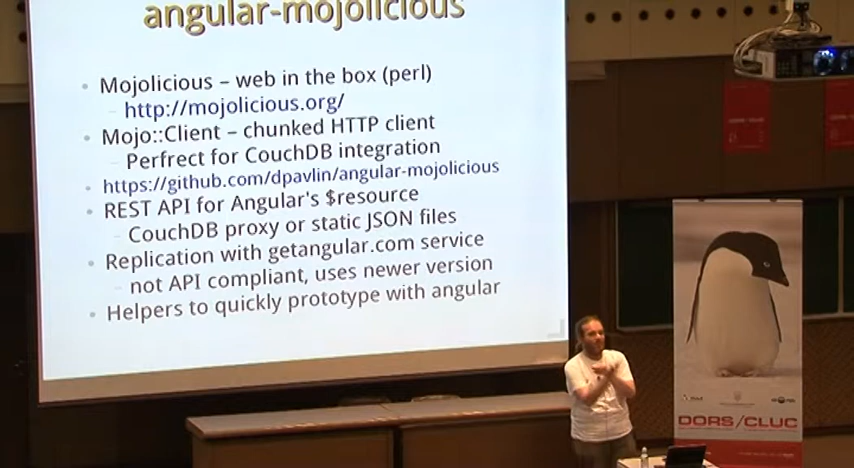 angular-mojolicious
Mojolicious – web in the box (perl)
http://mojolicious.org/
Mojo::Client – chunked HTTP client
Perfrect for CouchDB integration
https://github.com/dpavlin/angular-mojolicious
REST API for Angular's $resource
CouchDB proxy or static JSON files
Replication with getangular.com service
not API compliant, uses newer version
Helpers to quickly prototype with angular
DORS/CLUC